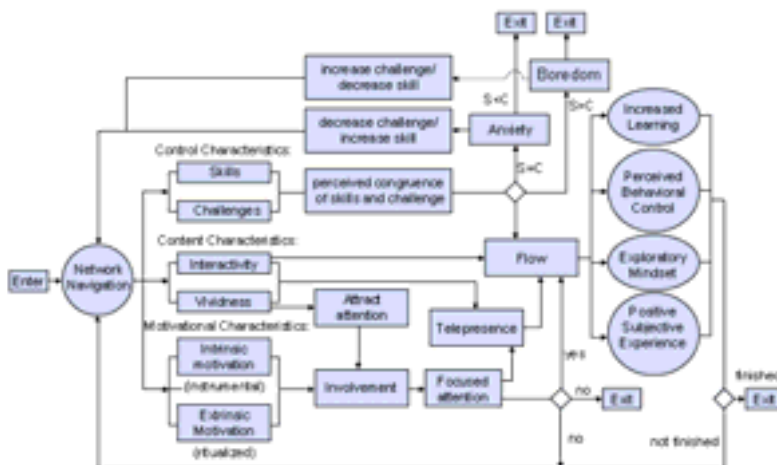 Exit
Exit
increase challenge/
decrease skill
Boredom
S<C
S>C
Increased
Learning
decrease challenge/
increase skill
Anxiety
Control Characteristics:
Skills
Challenges
perceived congruence
of skills and challenge
Perceived
Behavioral
Control
Content Characteristics:
Interactivity
Vividness
Flow
Exploratory
Mindset
Enter
Network
Navigation
Attract
attention
Telepresence
Motivational Characteristics:
Intrinsic
motivation
(instrumental)
Extrinsic
Motivation
(ritualized)
Involvement
Focused
attention
yes
no
Exit
no
Positive
Subjective
Experience
finished
Exit
not finished